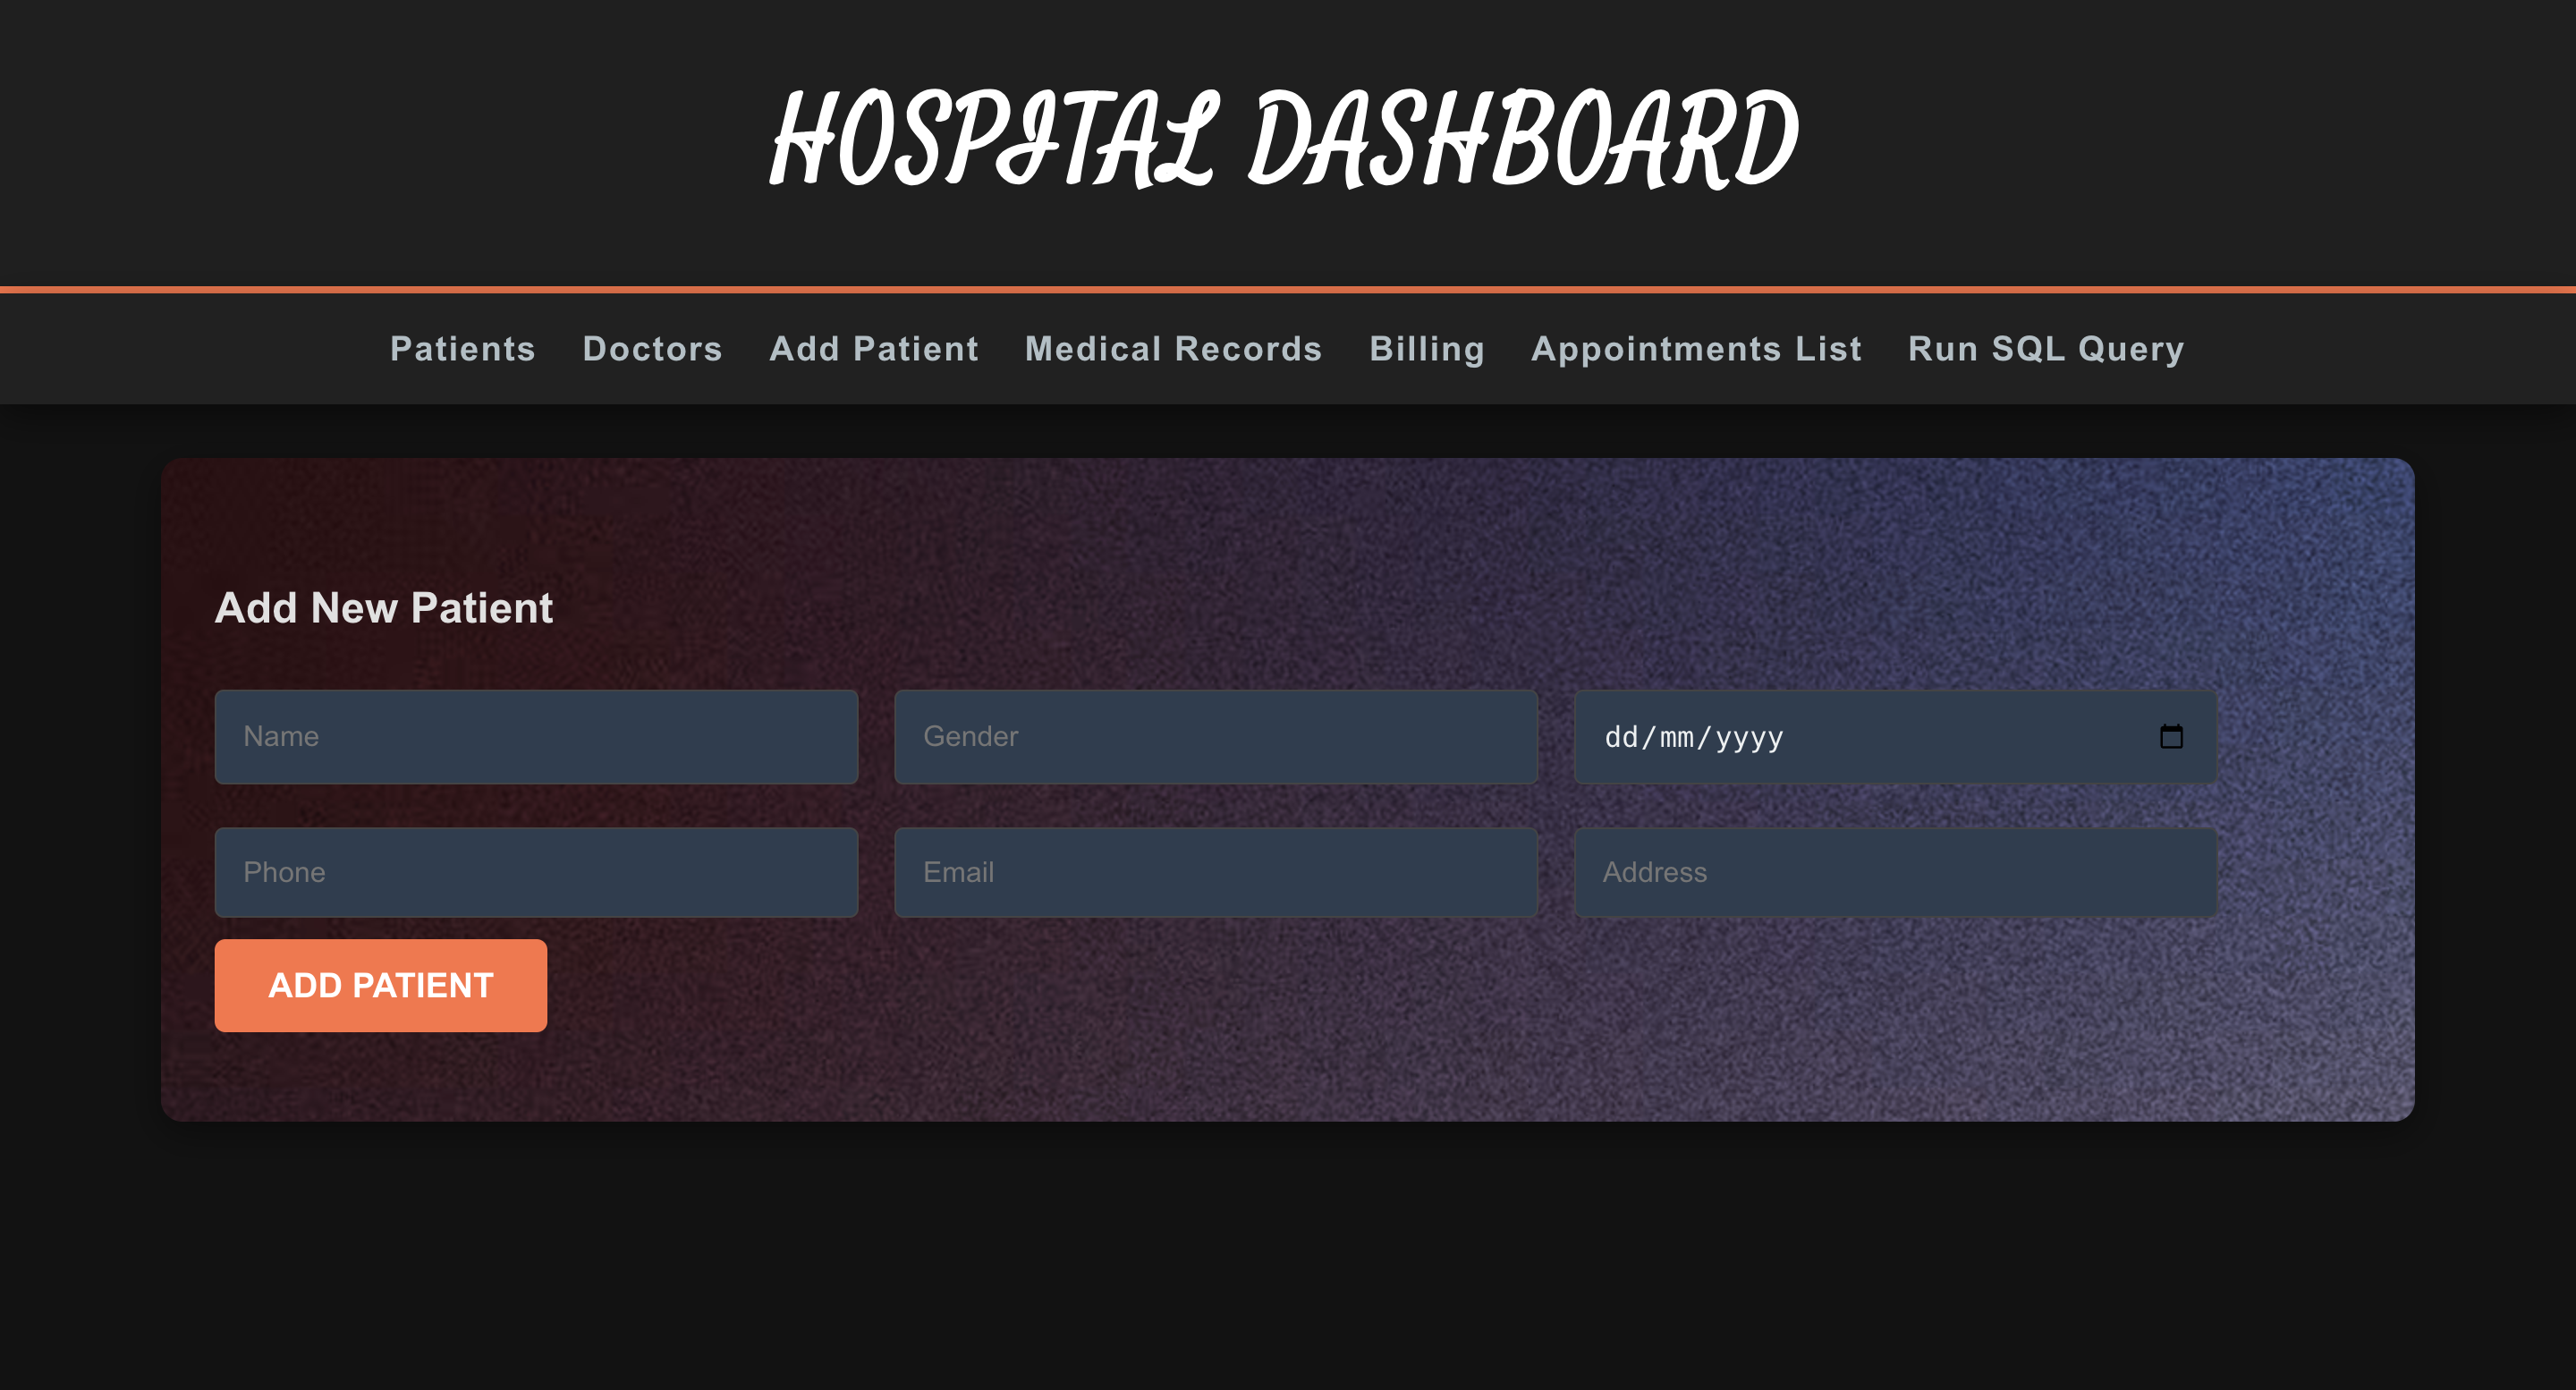 HOSPITAL DASHBOARD
Patients Doctors Add Patient Medical Records Billing Appointments List Run SQL Query
Add New Patient
Name Gender dd/mm/yyyy
Phone Email Address
ADD PATIENT